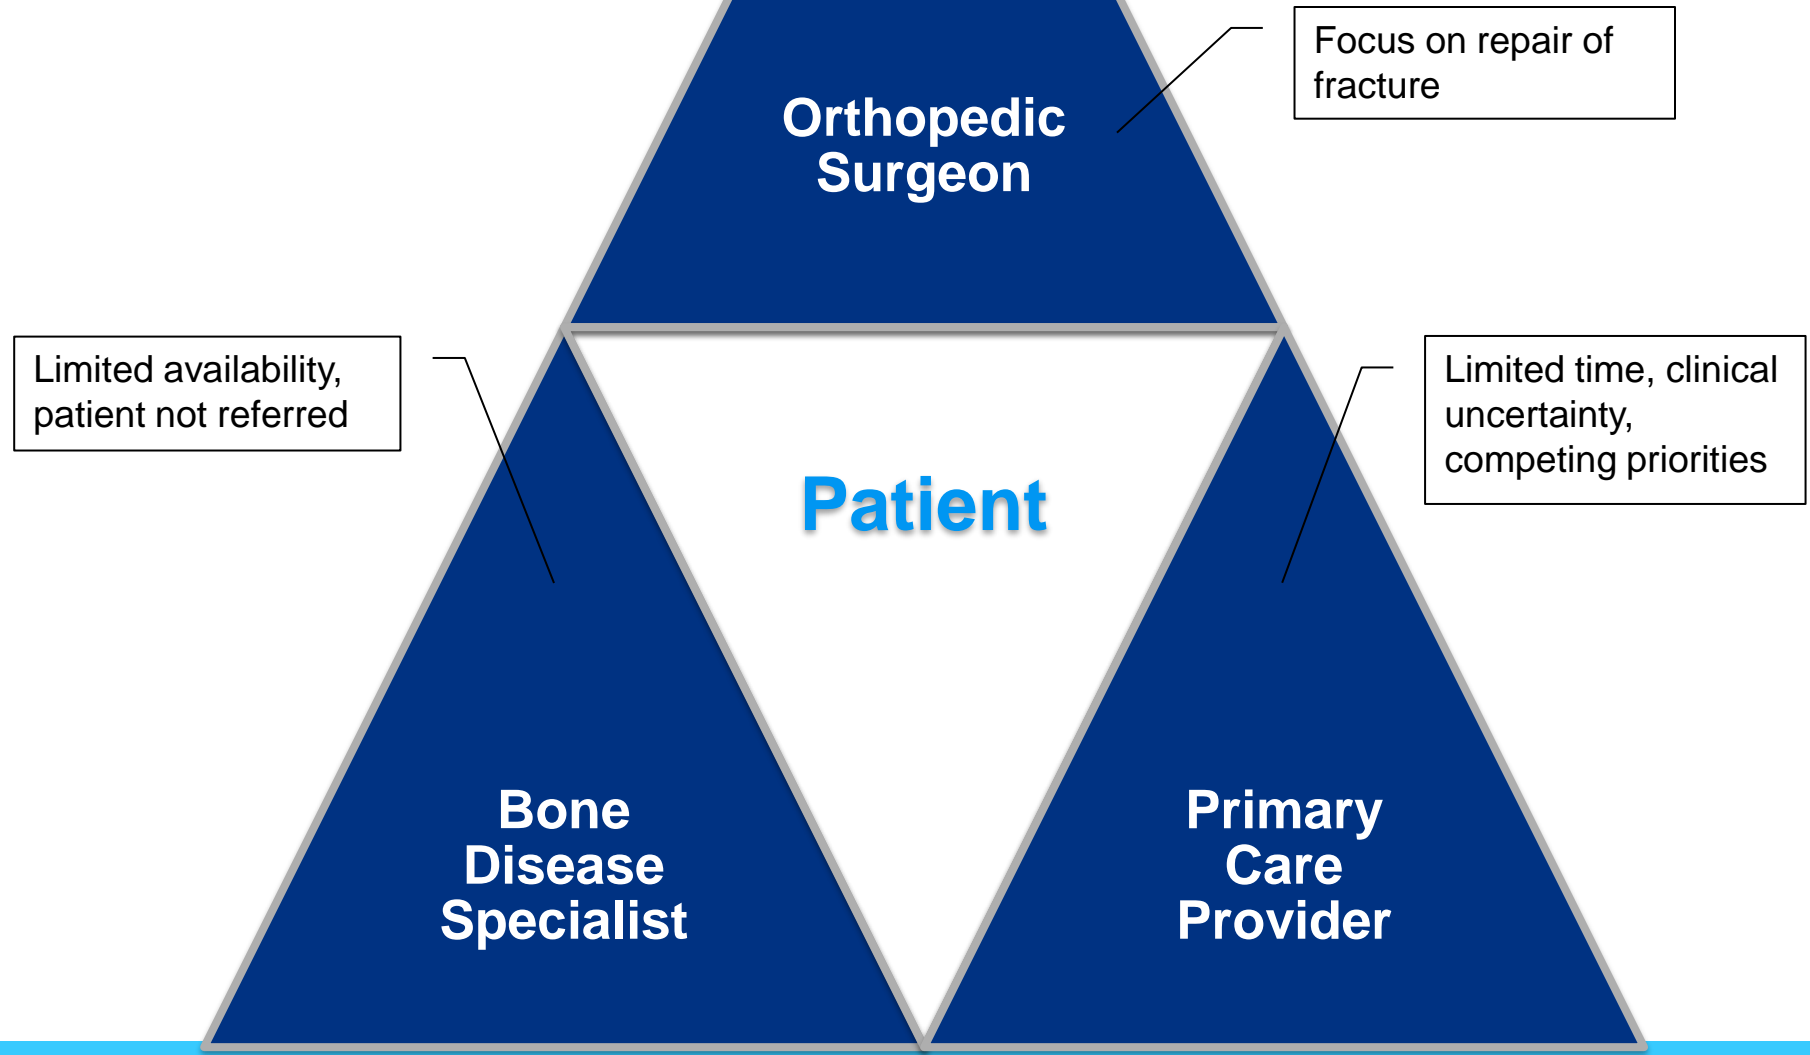 Focus on repair of
fracture
Orthopedic
Surgeon
Limited availability,
patient not referred
Limited time, clinical
uncertainty,
competing priorities
Patient
Bone
Disease
Specialist
Primary
Care
Provider